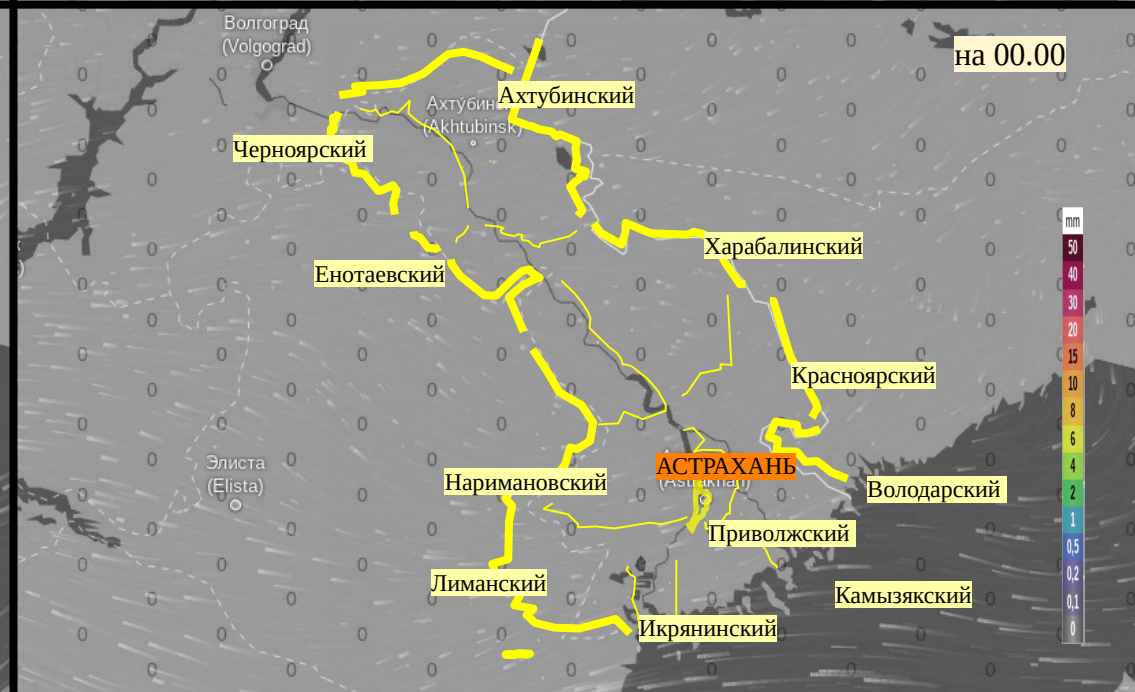 Волгоград
(Volgograd)
на 00.00
Ахтубинский
(Akhtubinsk)
Черноярский
Харабалинский
Енотаевский
mm
50
40
30
20
15
10
8
6
4
2
1
0,5
0,2
0,1
0
Красноярский
Элиста
(Elista)
АСТРАХАНЬ
(Astrakhan)
Наримановский
Володарский
Приволжский
Лиманский
Камызякский
Икрянинский